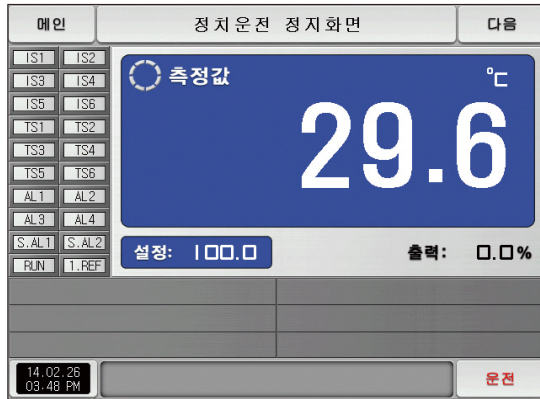 메인
정치운전 정지화면
다음
IS1 IS2
IS3 IS4
IS5 IS6
TS1 TS2
TS3 TS4
TS5 TS6
AL1 AL2
AL3 AL4
S.AL1 S.AL2
RUN 1.REF
측정값
℃
29.6
설정: 100.0
출력: 0.0%
14.02.26
03:48 PM
운전